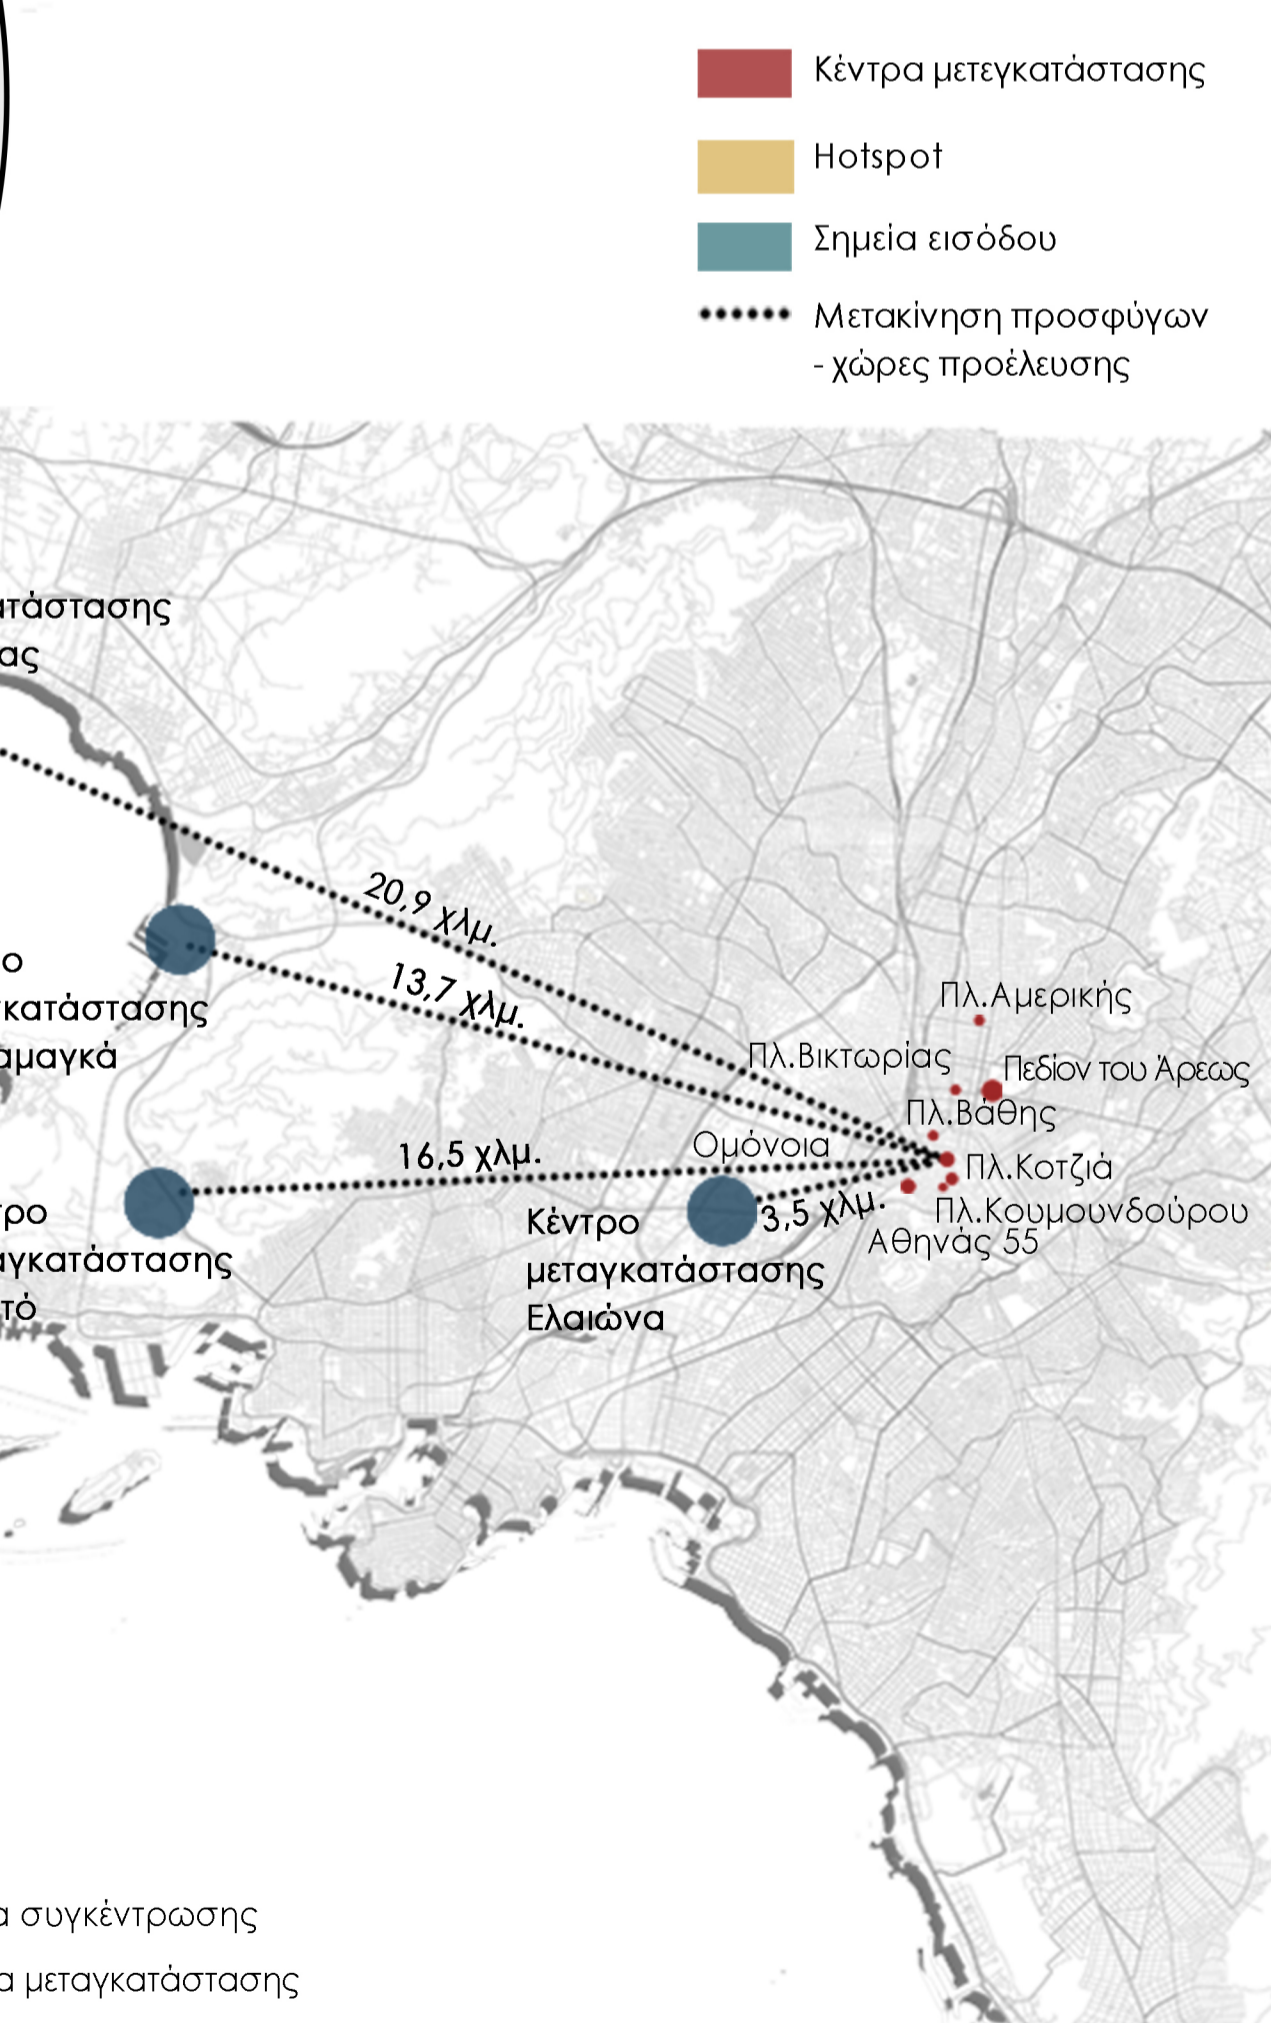 Κέντρα μετεγκατάστασης
Hotspot
Σημεία εισόδου
Μετακίνηση προσφύγων
- χώρες προέλευσης
ατάστασης
ας
20,9 χλμ.
13,7 χλμ.
ο
γκατάστασης
αμαγκά
Πλ.Αμερικής
Πλ.Βικτωρίας
Πεδίον του Άρεως
Πλ.Βάθης
Ομόνοια
16,5 χλμ.
Πλ.Κοτζιά
3,5 χλμ.
Πλ.Κουμουνδούρου
Αθηνάς 55
τρο
αγκατάστασης
τό
Κέντρο
μεταγκατάστασης
Ελαιώνα
α συγκέντρωσης
α μεταγκατάστασης